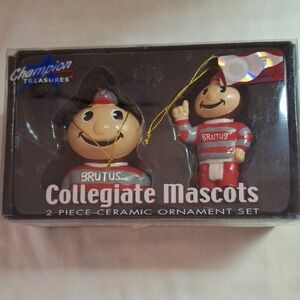 Champion
TREASURES
BRUTUS
BRUTUS
Collegiate Mascots
2 PIECE CERAMIC ORNAMENT SET